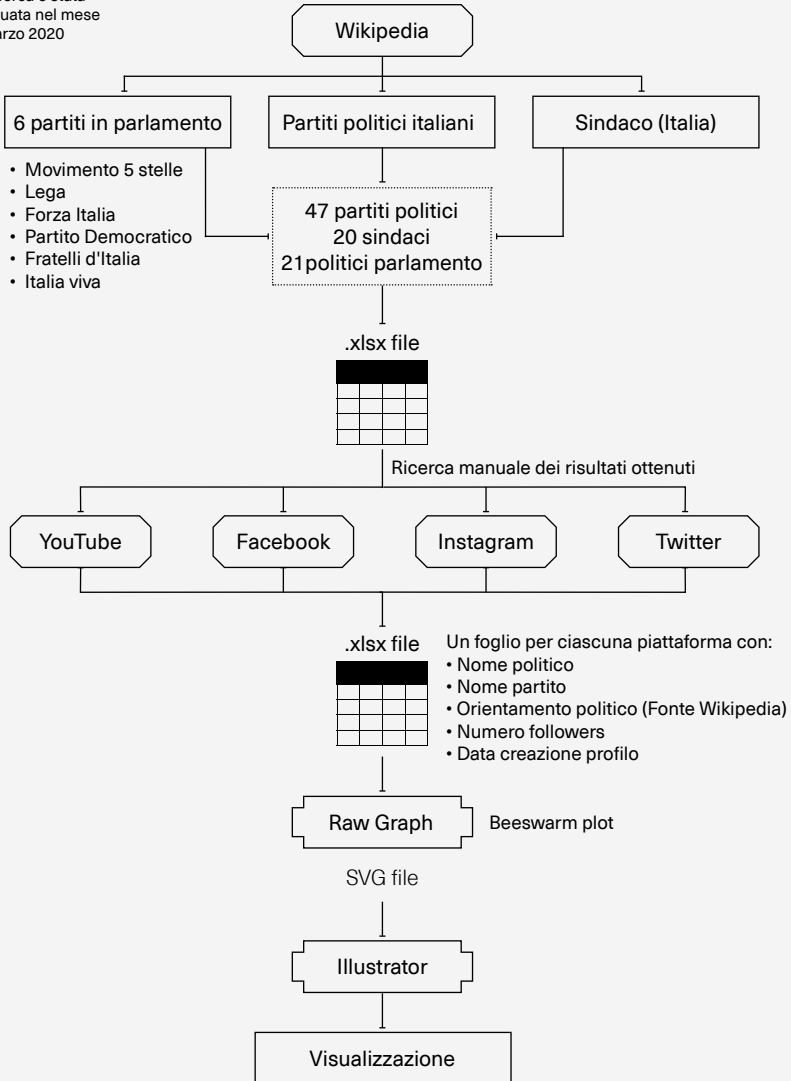 uata nel mese
arzo 2020
Wikipedia
6 partiti in parlamento
Partiti politici italiani
Sindaco (Italia)
• Movimento 5 stelle
• Lega
• Forza Italia
• Partito Democratico
• Fratelli d'Italia
• Italia viva
47 partiti politici
20 sindaci
21politici parlamento
.xlsx file
Ricerca manuale dei risultati ottenuti
YouTube
Facebook
Instagram
Twitter
.xlsx file
Un foglio per ciascuna piattaforma con:
• Nome politico
• Nome partito
• Orientamento politico (Fonte Wikipedia)
• Numero followers
• Data creazione profilo
Raw Graph
Beeswarm plot
SVG file
Illustrator
Visualizzazione